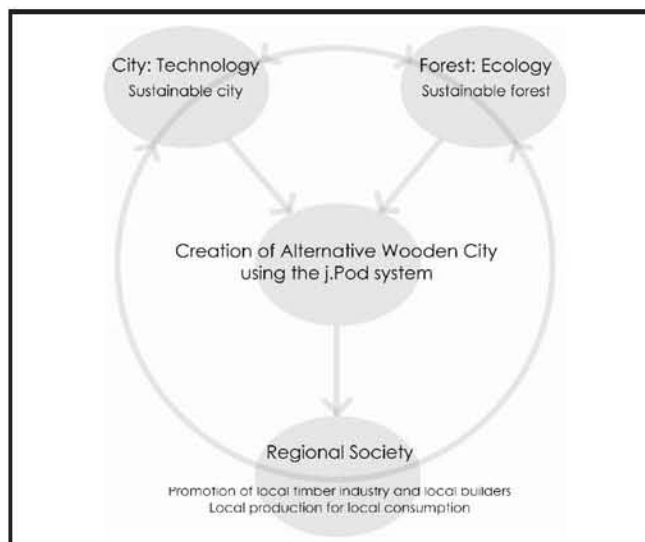 City: Technology
Sustainable city
Forest: Ecology
Sustainable forest
Creation of Alternative Wooden City
using the j.Pod system
Regional Society
Promotion of local timber industry and local builders
Local production for local consumption